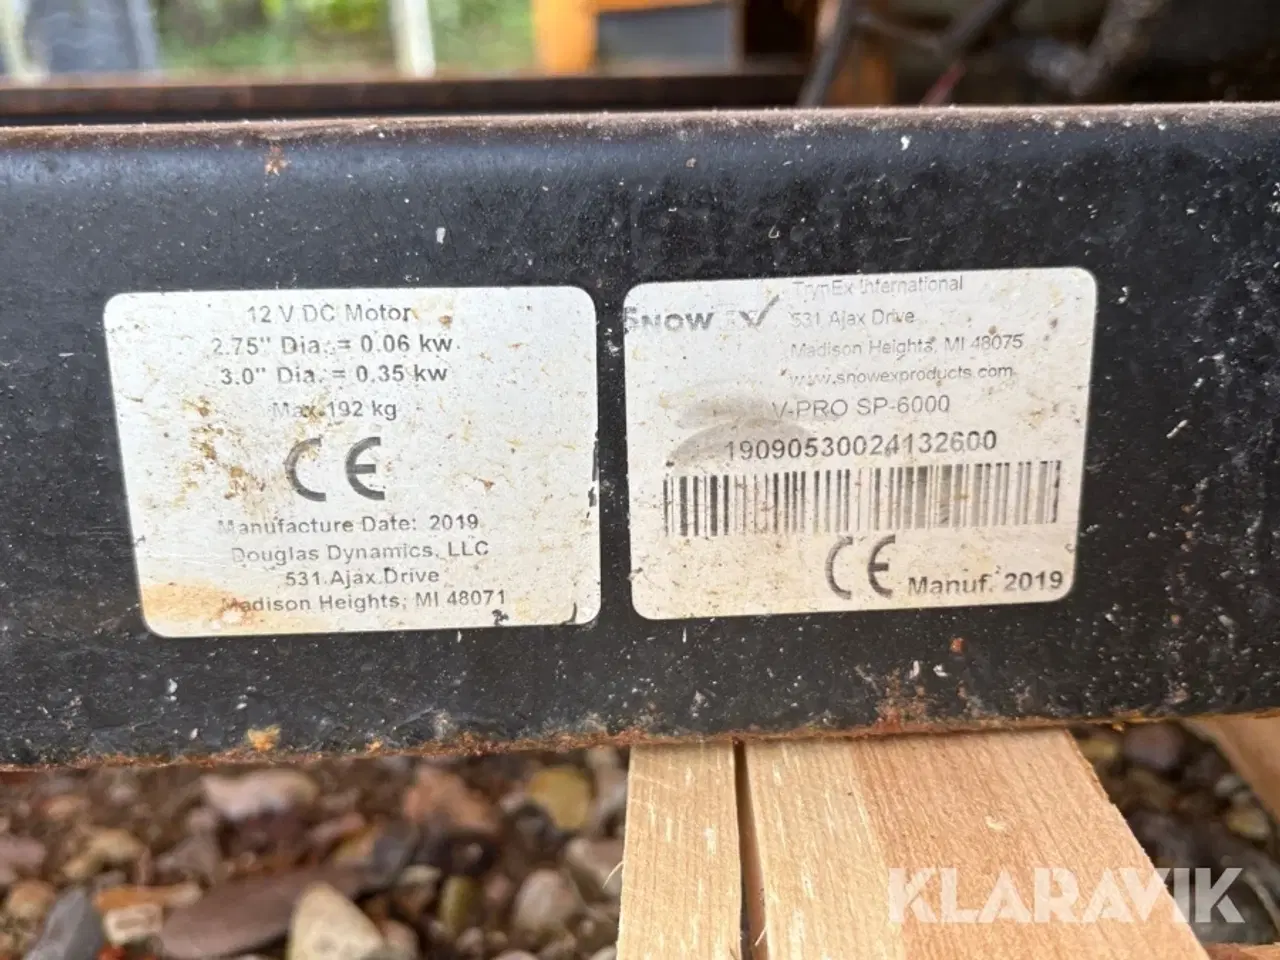 12 V DC Motor
2.75" Dia. = 0.06 kw
3.0" Dia. = 0.35 kw
Max 192 kg
CE
Manufacture Date: 2019
Douglas Dynamics, LLC
531 Ajax Drive
Madison Heights, MI 48071
SNOWEX
TrynEx International
531 Ajax Drive
Madison Heights, MI 48075
www.snowexproducts.com
V-PRO SP-6000
19090530024132600
CE Manuf. 2019
KLARAVIK